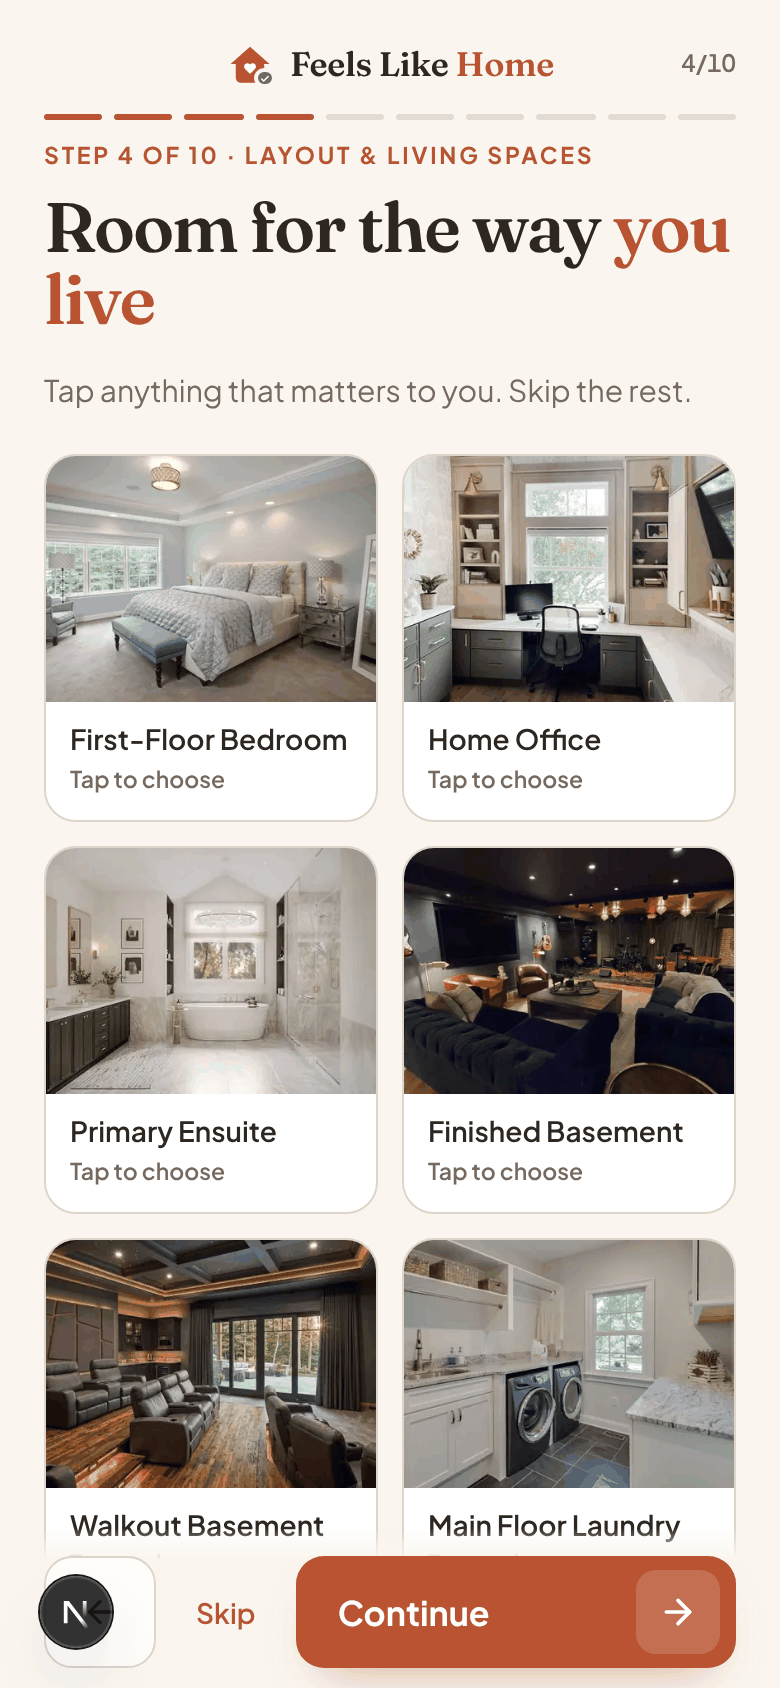 Feels Like Home
4/10
STEP 4 OF 10 · LAYOUT & LIVING SPACES
Room for the way you
live
Tap anything that matters to you. Skip the rest.
First-Floor Bedroom
Tap to choose
Home Office
Tap to choose
Primary Ensuite
Tap to choose
Finished Basement
Tap to choose
Walkout Basement
Main Floor Laundry
N
Skip
Continue